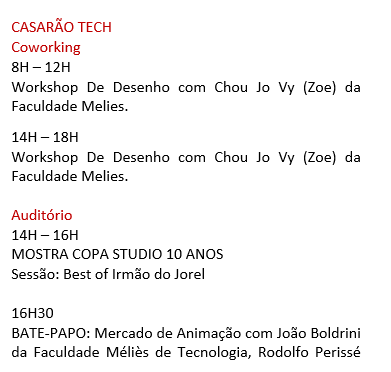 CASARÃO TECH
Coworking
8H – 12H
Workshop De Desenho com Chou Jo Vy (Zoe) da
Faculdade Melies.
14H – 18H
Workshop De Desenho com Chou Jo Vy (Zoe) da
Faculdade Melies.
Auditório
14H – 16H
MOSTRA COPA STUDIO 10 ANOS
Sessão: Best of Irmão do Jorel
16H30
BATE-PAPO: Mercado de Animação com João Boldrini
da Faculdade Méliès de Tecnologia, Rodolfo Perissé